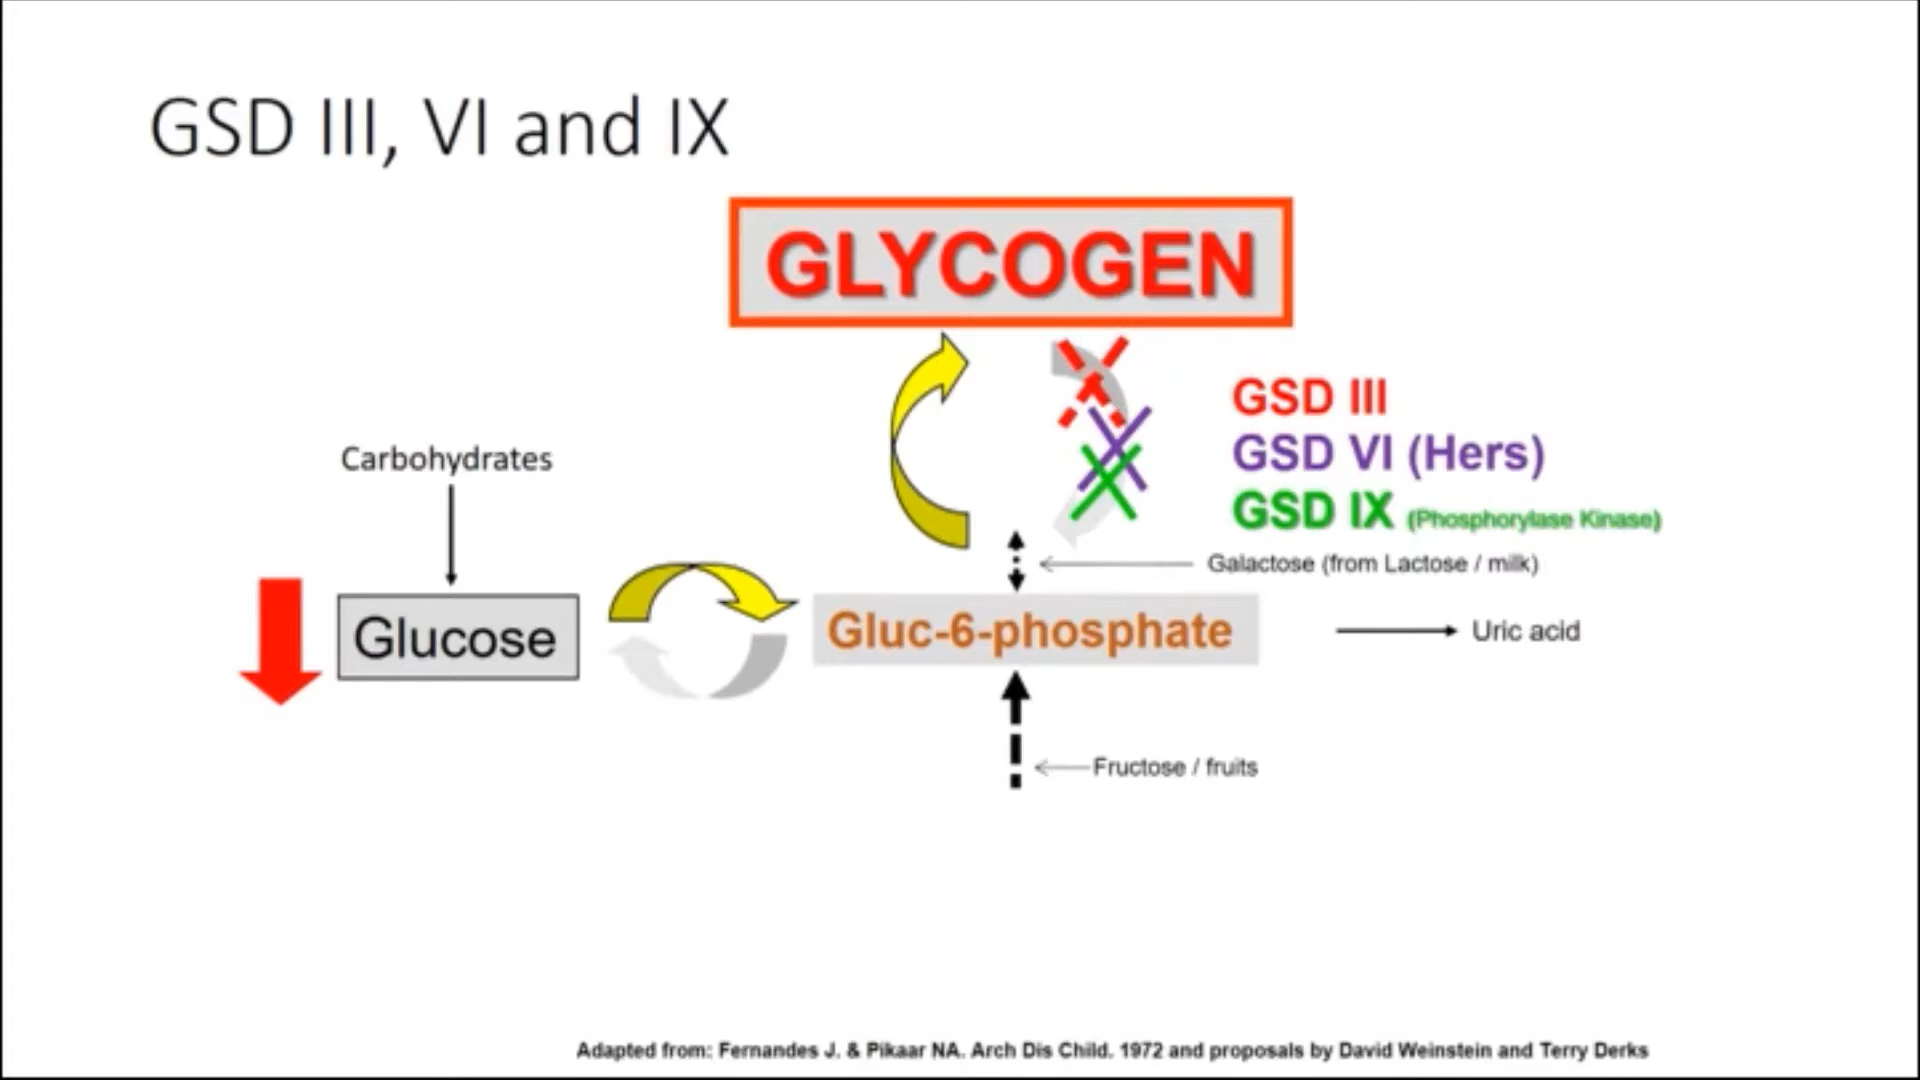 GSD III, VI and IX
GLYCOGEN
GSD III
GSD VI (Hers)
GSD IX (Phosphorylase Kinase)
Carbohydrates
Galactose (from Lactose / milk)
Glucose
Gluc-6-phosphate
Uric acid
Fructose / fruits
Adapted from: Fernandes J. & Pikaar NA. Arch Dis Child. 1972 and proposals by David Weinstein and Terry Derks